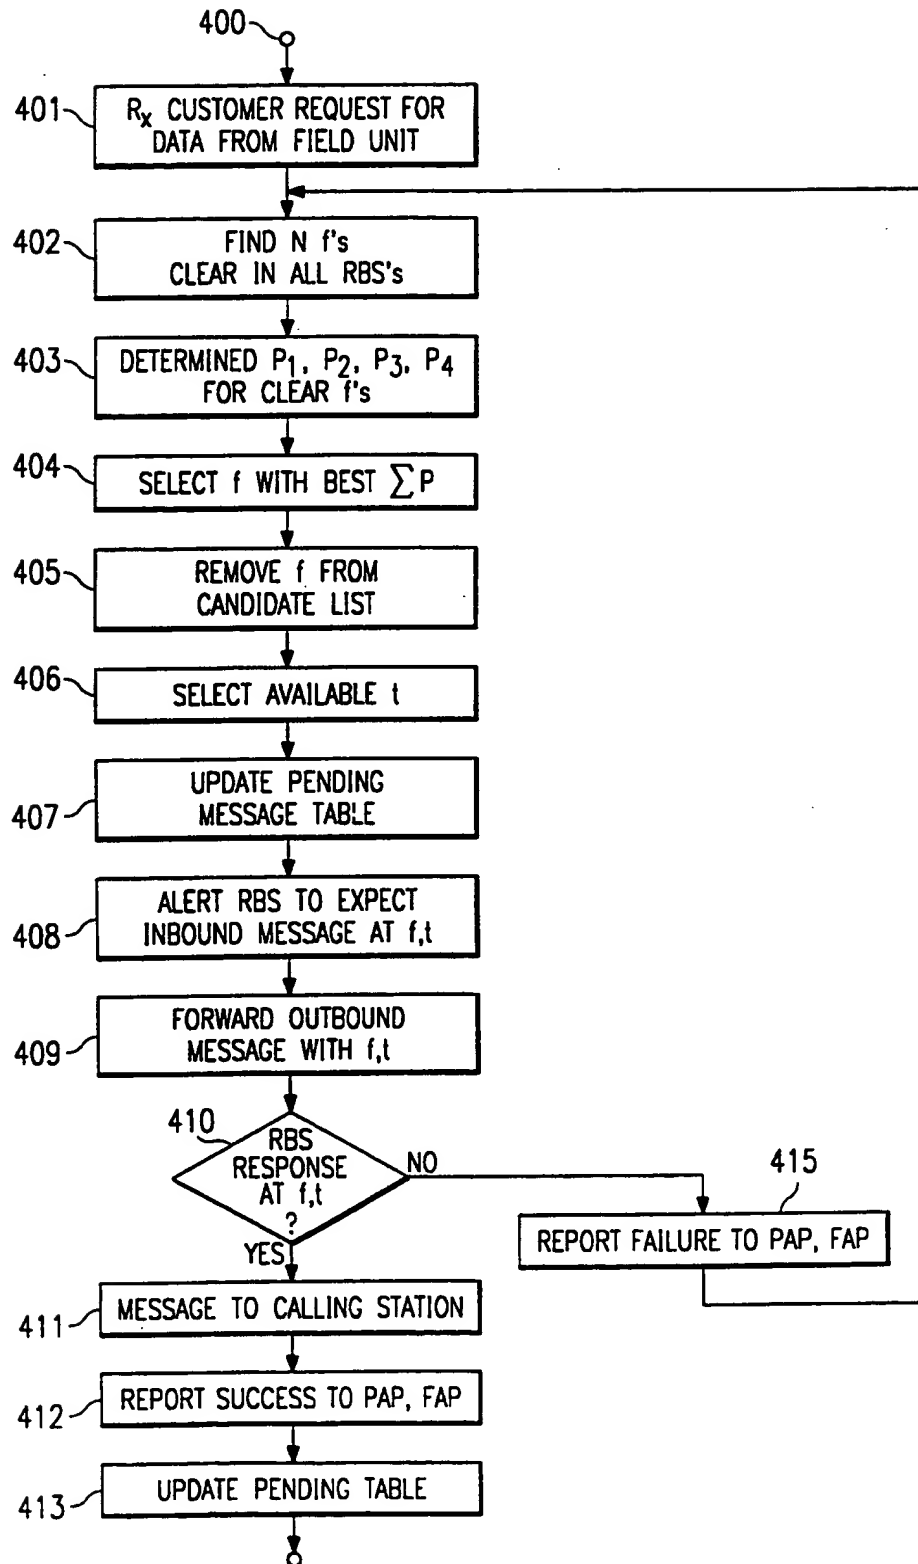 400
401
Rx CUSTOMER REQUEST FOR
DATA FROM FIELD UNIT
402
FIND N f's
CLEAR IN ALL RBS's
403
DETERMINED P1, P2, P3, P4
FOR CLEAR f's
404
SELECT f WITH BEST ∑P
405
REMOVE f FROM
CANDIDATE LIST
406
SELECT AVAILABLE t
407
UPDATE PENDING
MESSAGE TABLE
408
ALERT RBS TO EXPECT
INBOUND MESSAGE AT f,t
409
FORWARD OUTBOUND
MESSAGE WITH f,t
410
RBS
RESPONSE
AT f,t
?
NO
YES
415
REPORT FAILURE TO PAP, FAP
411
MESSAGE TO CALLING STATION
412
REPORT SUCCESS TO PAP, FAP
413
UPDATE PENDING TABLE